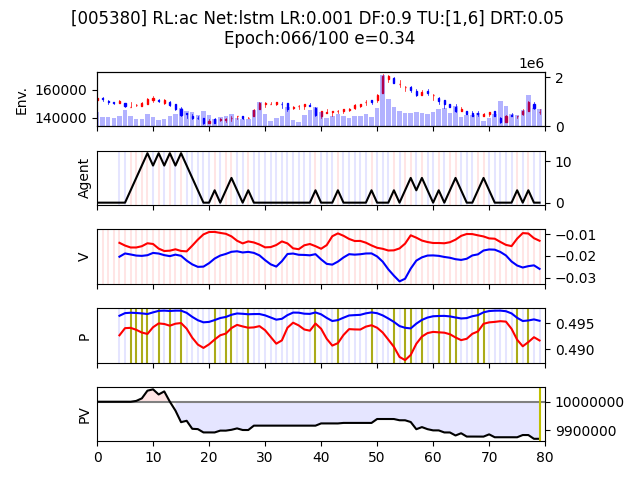 [005380] RL:ac Net:lstm LR:0.001 DF:0.9 TU:[1,6] DRT:0.05
Epoch:066/100 e=0.34
1e6
Env.
160000
140000
2
0
Agent
10
0
V
−0.01
−0.02
−0.03
P
0.495
0.490
PV
10000000
9900000
0 10 20 30 40 50 60 70 80